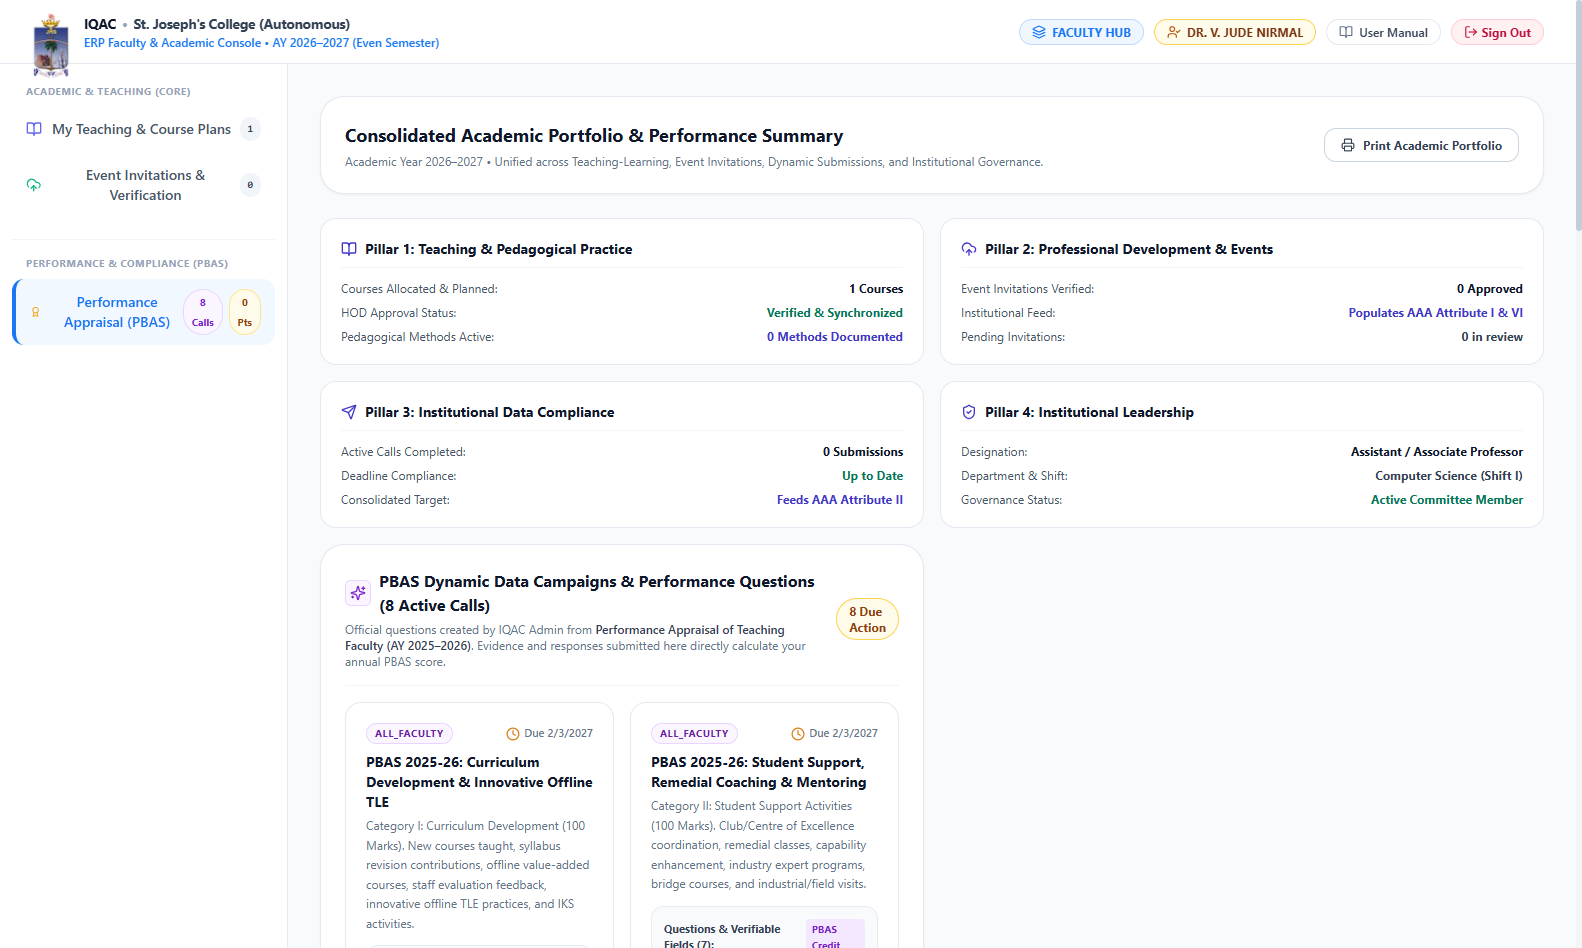 IQAC • St. Joseph's College (Autonomous)
ERP Faculty & Academic Console • AY 2026–2027 (Even Semester)
FACULTY HUB
DR. V. JUDE NIRMAL
User Manual
Sign Out
ACADEMIC & TEACHING (CORE)
My Teaching & Course Plans 1
Event Invitations &
Verification
0
PERFORMANCE & COMPLIANCE (PBAS)
Performance
Appraisal (PBAS)
8
Calls
0
Pts
Consolidated Academic Portfolio & Performance Summary
Academic Year 2026–2027 • Unified across Teaching-Learning, Event Invitations, Dynamic Submissions, and Institutional Governance.
Print Academic Portfolio
Pillar 1: Teaching & Pedagogical Practice
Courses Allocated & Planned: 1 Courses
HOD Approval Status: Verified & Synchronized
Pedagogical Methods Active: 0 Methods Documented
Pillar 2: Professional Development & Events
Event Invitations Verified: 0 Approved
Institutional Feed: Populates AAA Attribute I & VI
Pending Invitations: 0 in review
Pillar 3: Institutional Data Compliance
Active Calls Completed: 0 Submissions
Deadline Compliance: Up to Date
Consolidated Target: Feeds AAA Attribute II
Pillar 4: Institutional Leadership
Designation: Assistant / Associate Professor
Department & Shift: Computer Science (Shift I)
Governance Status: Active Committee Member
PBAS Dynamic Data Campaigns & Performance Questions
(8 Active Calls)
Official questions created by IQAC Admin from Performance Appraisal of Teaching
Faculty (AY 2025–2026). Evidence and responses submitted here directly calculate your
annual PBAS score.
8 Due
Action
ALL_FACULTY Due 2/3/2027
PBAS 2025-26: Curriculum
Development & Innovative Offline
TLE
Category I: Curriculum Development (100
Marks). New courses taught, syllabus
revision contributions, offline value-added
courses, staff evaluation feedback,
innovative offline TLE practices, and IKS
activities.
ALL_FACULTY Due 2/3/2027
PBAS 2025-26: Student Support,
Remedial Coaching & Mentoring
Category II: Student Support Activities
(100 Marks). Club/Centre of Excellence
coordination, remedial classes, capability
enhancement, industry expert programs,
bridge courses, and industrial/field visits.
Questions & Verifiable
Fields (7):
PBAS
Credit